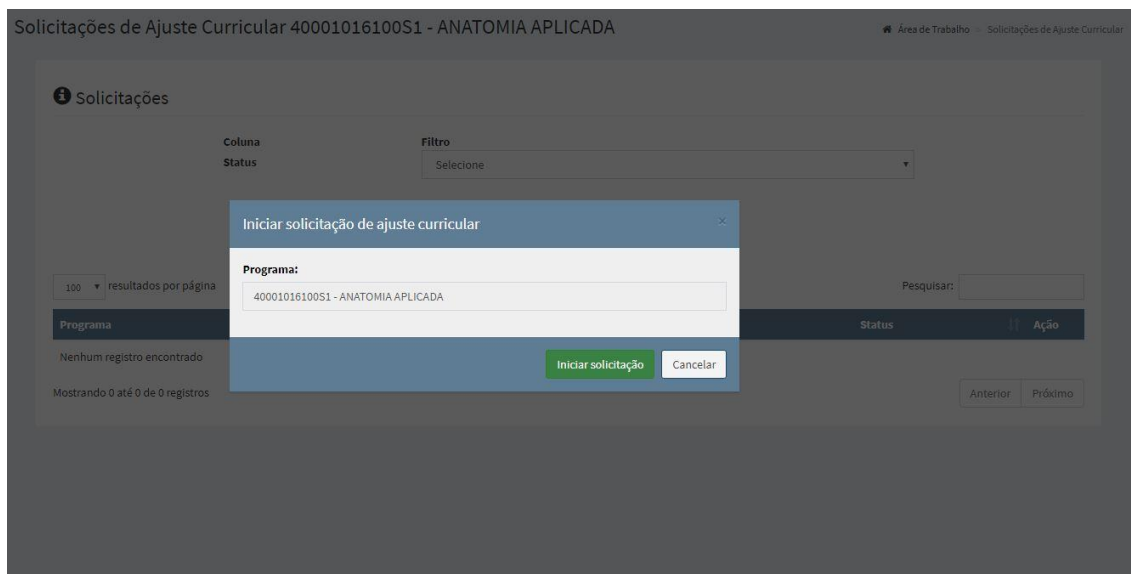 Solicitações de Ajuste Curricular 40001016100S1 - ANATOMIA APLICADA
Área de Trabalho Solicitações de Ajuste Curricular
Solicitações
Coluna Filtro
Status Selecione
Iniciar solicitação de ajuste curricular ×
Programa:
40001016100S1 - ANATOMIA APLICADA
100 resultados por página Pesquisar:
Programa Status Ação
Nenhum registro encontrado
Iniciar solicitação Cancelar
Mostrando 0 até 0 de 0 registros Anterior Próximo